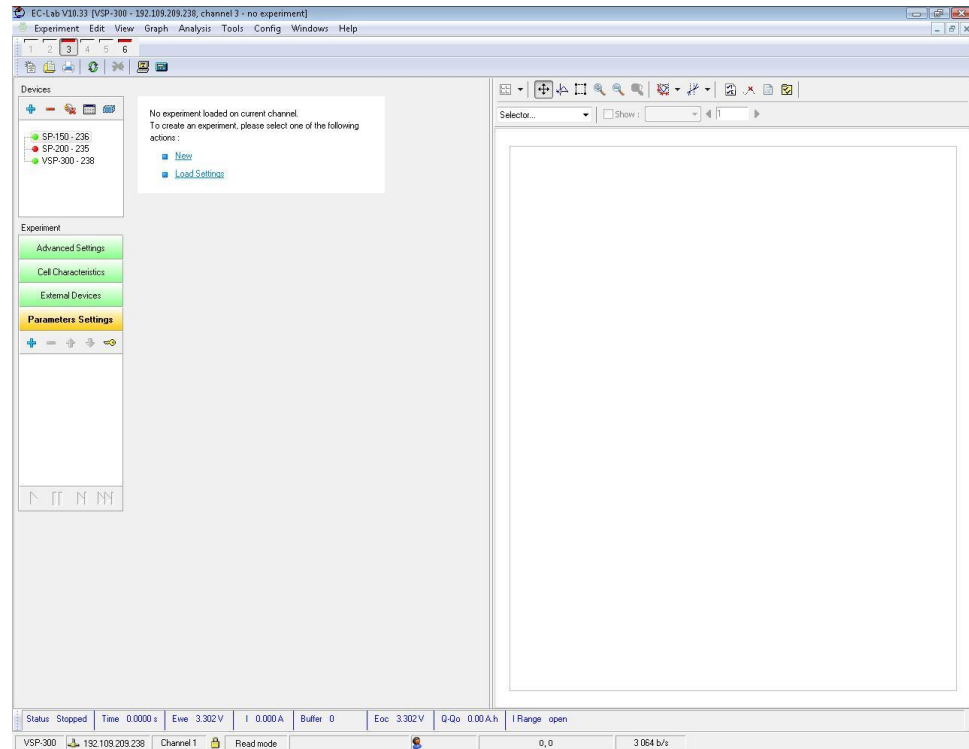 EC-Lab V10.33 [VSP-300 - 192.109.209.238, channel 3 - no experiment]
Experiment Edit View Graph Analysis Tools Config Windows Help
1 2 3 4 5 6
Devices
SP-150 - 236
SP-200 - 235
VSP-300 - 238
No experiment loaded on current channel.
To create an experiment, please select one of the following
actions :
New
Load Settings
Selector... Show : 1
Experiment
Advanced Settings
Cell Characteristics
External Devices
Parameters Settings
Status Stopped Time 0.0000 s Ewe 3.302 V I 0.000 A Buffer 0 Eoc 3.302 V Q-Qo 0.00 A.h I Range open
VSP-300 192.109.209.238 Channel 1 Read mode 0, 0 3 064 b/s